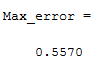 Max_error =
0.5570